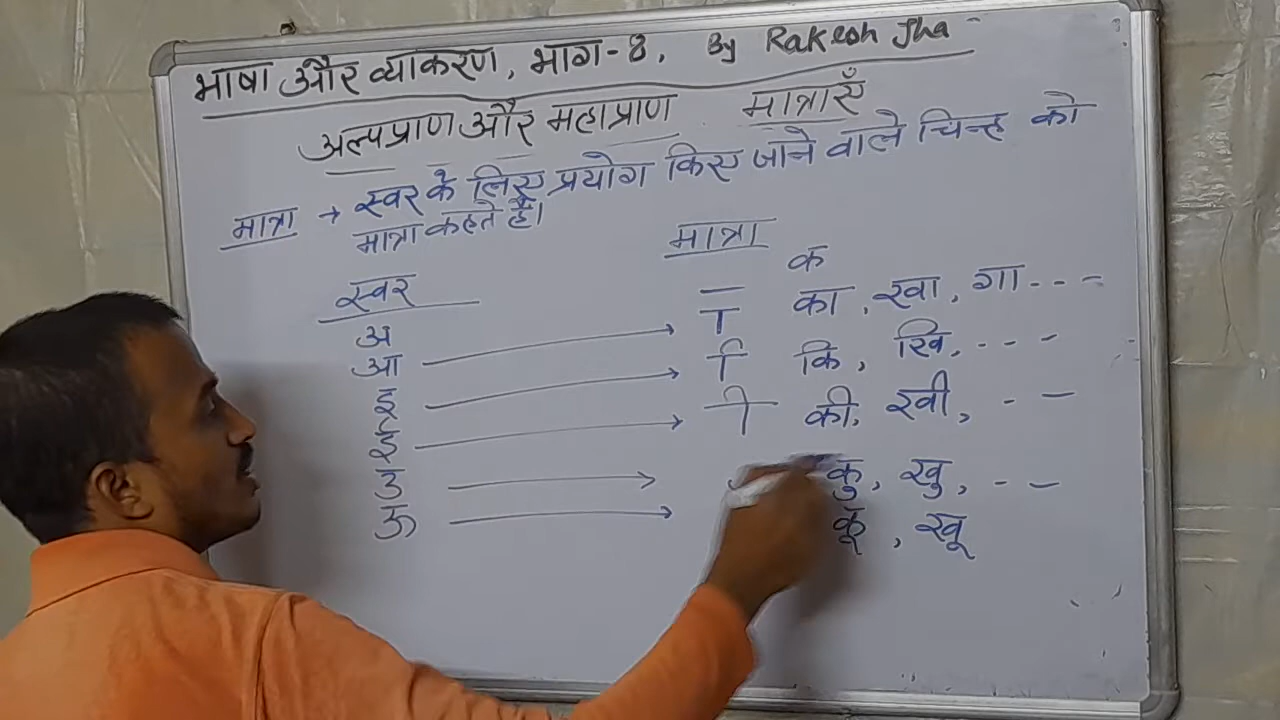 भाषा और व्याकरण, भाग-8, By Rakesh Jha
अल्पप्राण और महाप्राण मात्राएँ
मात्रा → स्वर के लिए प्रयोग किए जाने वाले चिन्ह को
मात्रा कहते हैं।
स्वर मात्रा क
अ —
आ → ा का, खा, गा - - -
इ → ि कि, खि, - - -
ई → ी की, खी, - -
उ → कु, खु, - -
ऊ → कू, खू